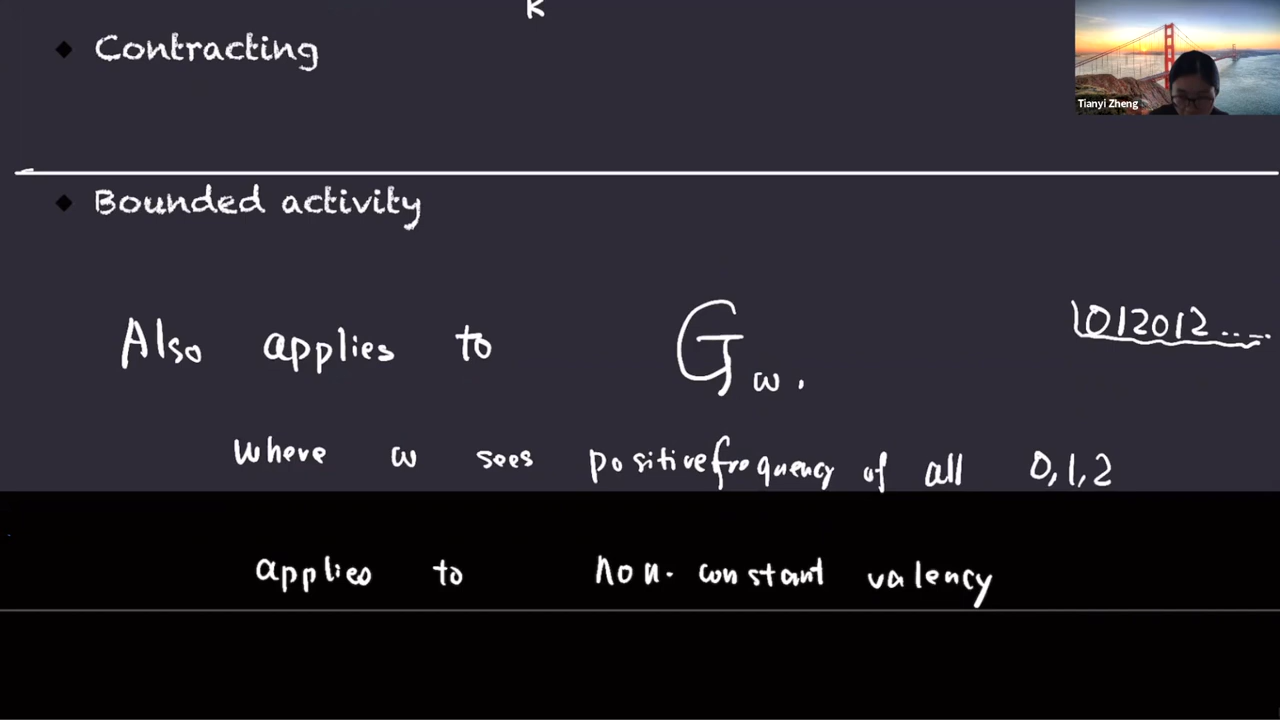 K
◆ Contracting
Tianyi Zheng
◆ Bounded activity
Also applies to G_ω.
1012012.....
where ω sees positive frequency of all 0,1,2
applies to non-constant valency